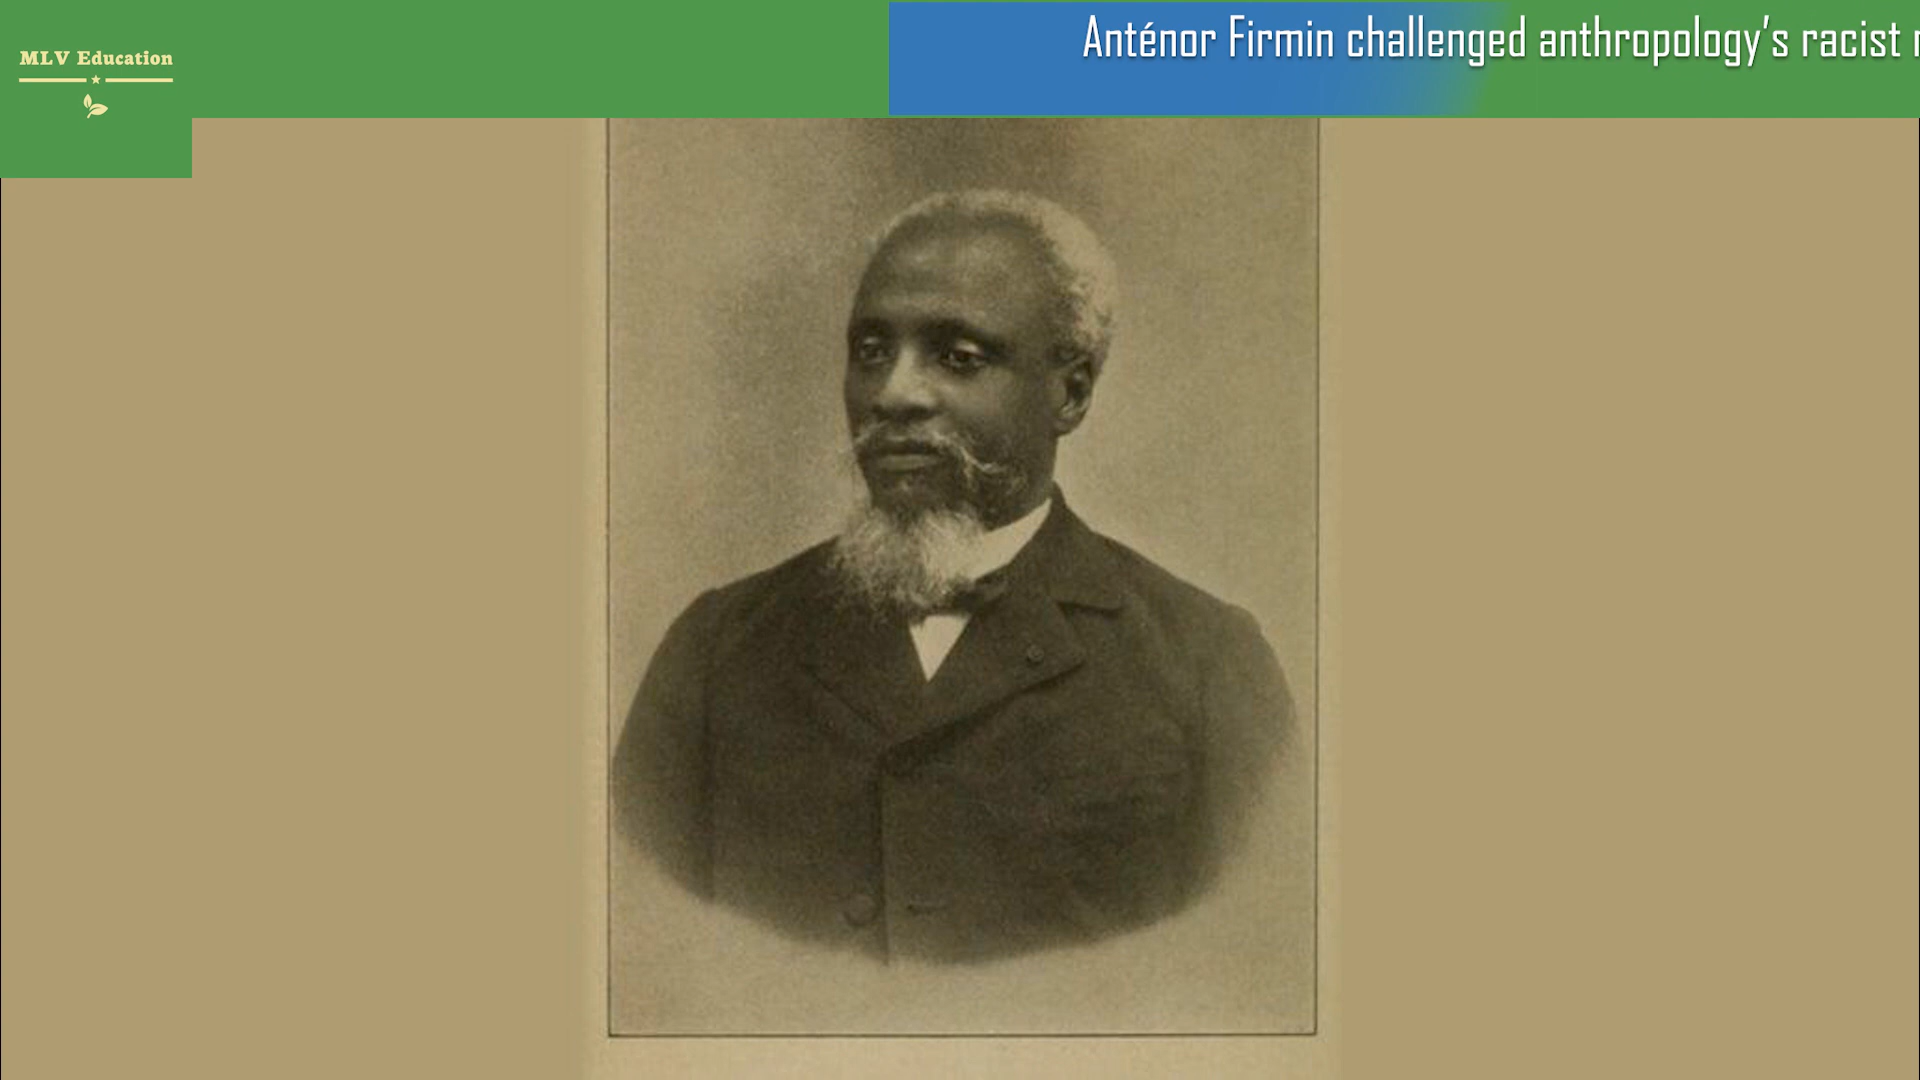 MLV Education
Anténor Firmin challenged anthropology’s racist